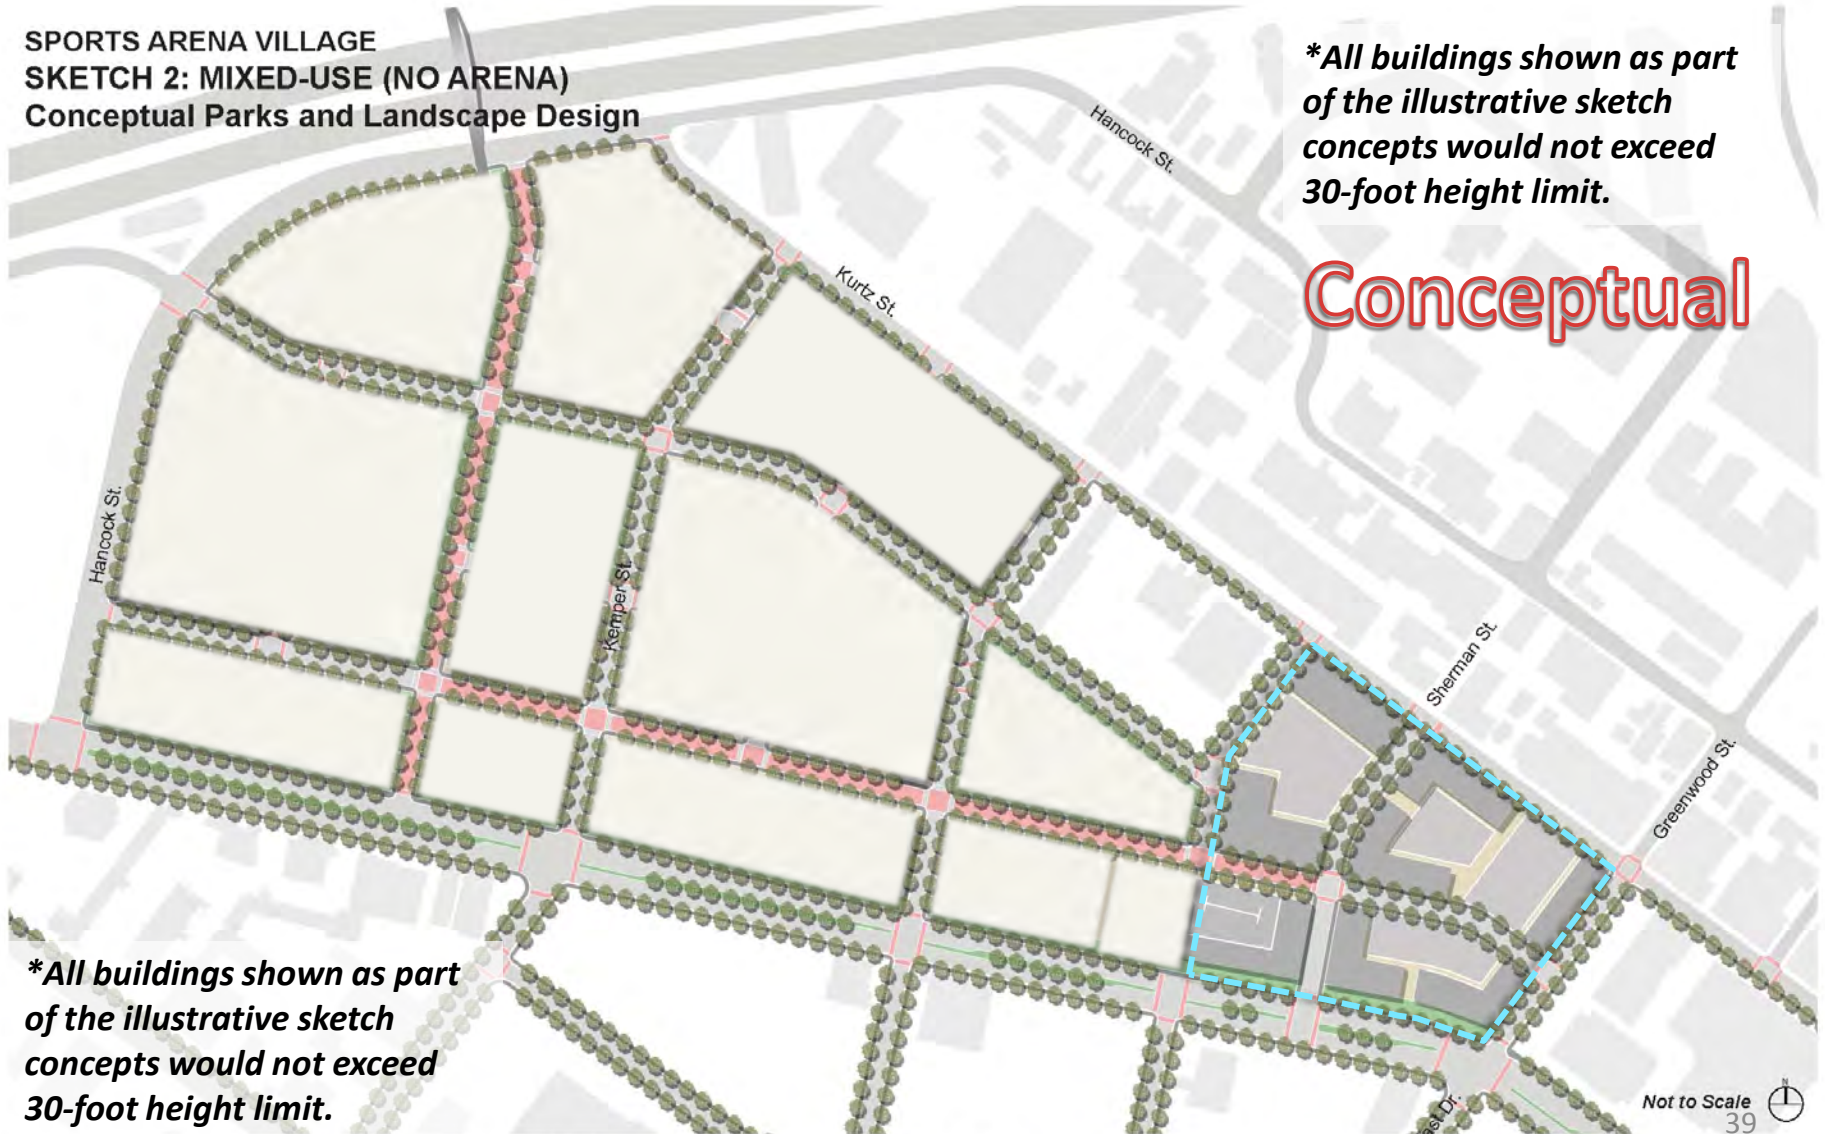 SPORTS ARENA VILLAGE
SKETCH 2: MIXED-USE (NO ARENA)
Conceptual Parks and Landscape Design
*All buildings shown as part
of the illustrative sketch
concepts would not exceed
30-foot height limit.
Conceptual
Hancock St.
Kurtz St.
Hancock St.
Kemper St.
Sherman St.
Greenwood St.
*All buildings shown as part
of the illustrative sketch
concepts would not exceed
30-foot height limit.
Dr.
Not to Scale
N
39